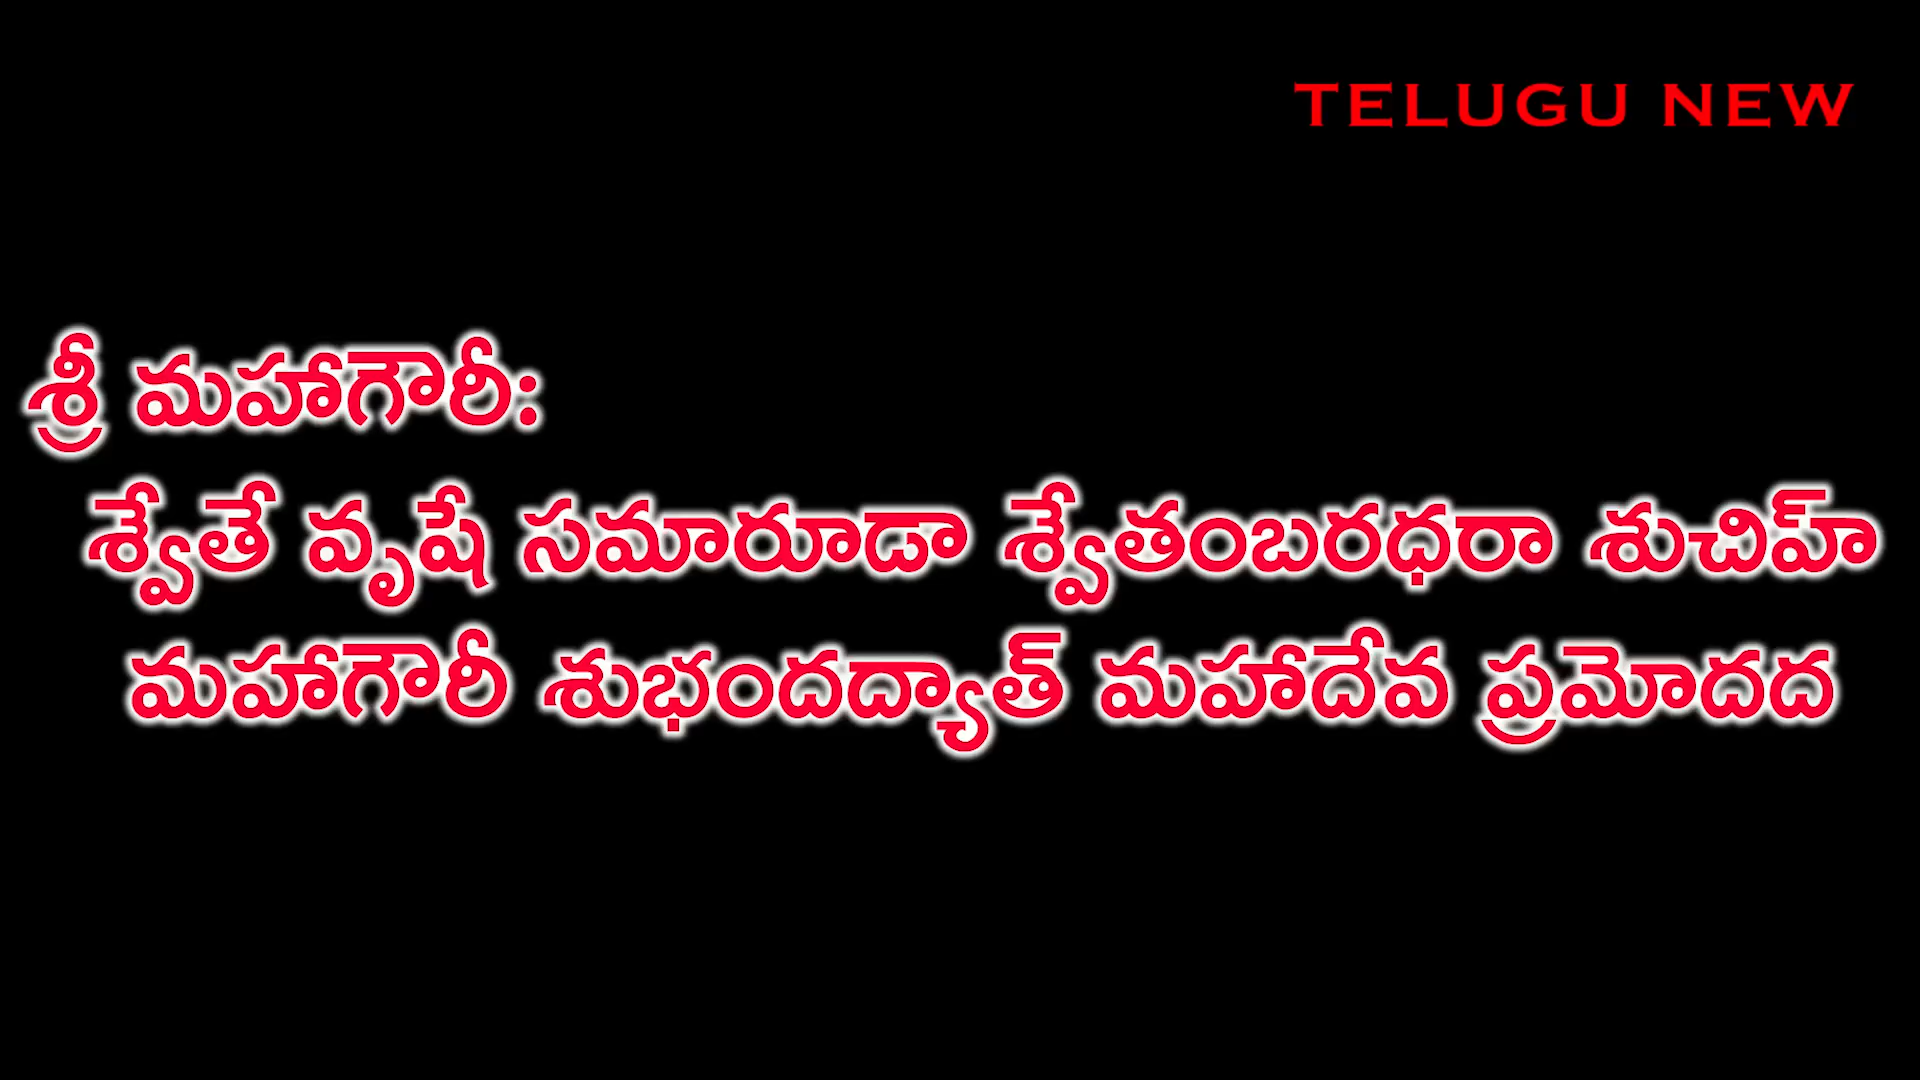 TELUGU NEW
శ్రీ మహాగౌరీ:
శ్వేతే వృషే సమారూడా శ్వేతంబరధరా శుచిహ్
మహాగౌరీ శుభందద్యాత్ మహాదేవ ప్రమోదద